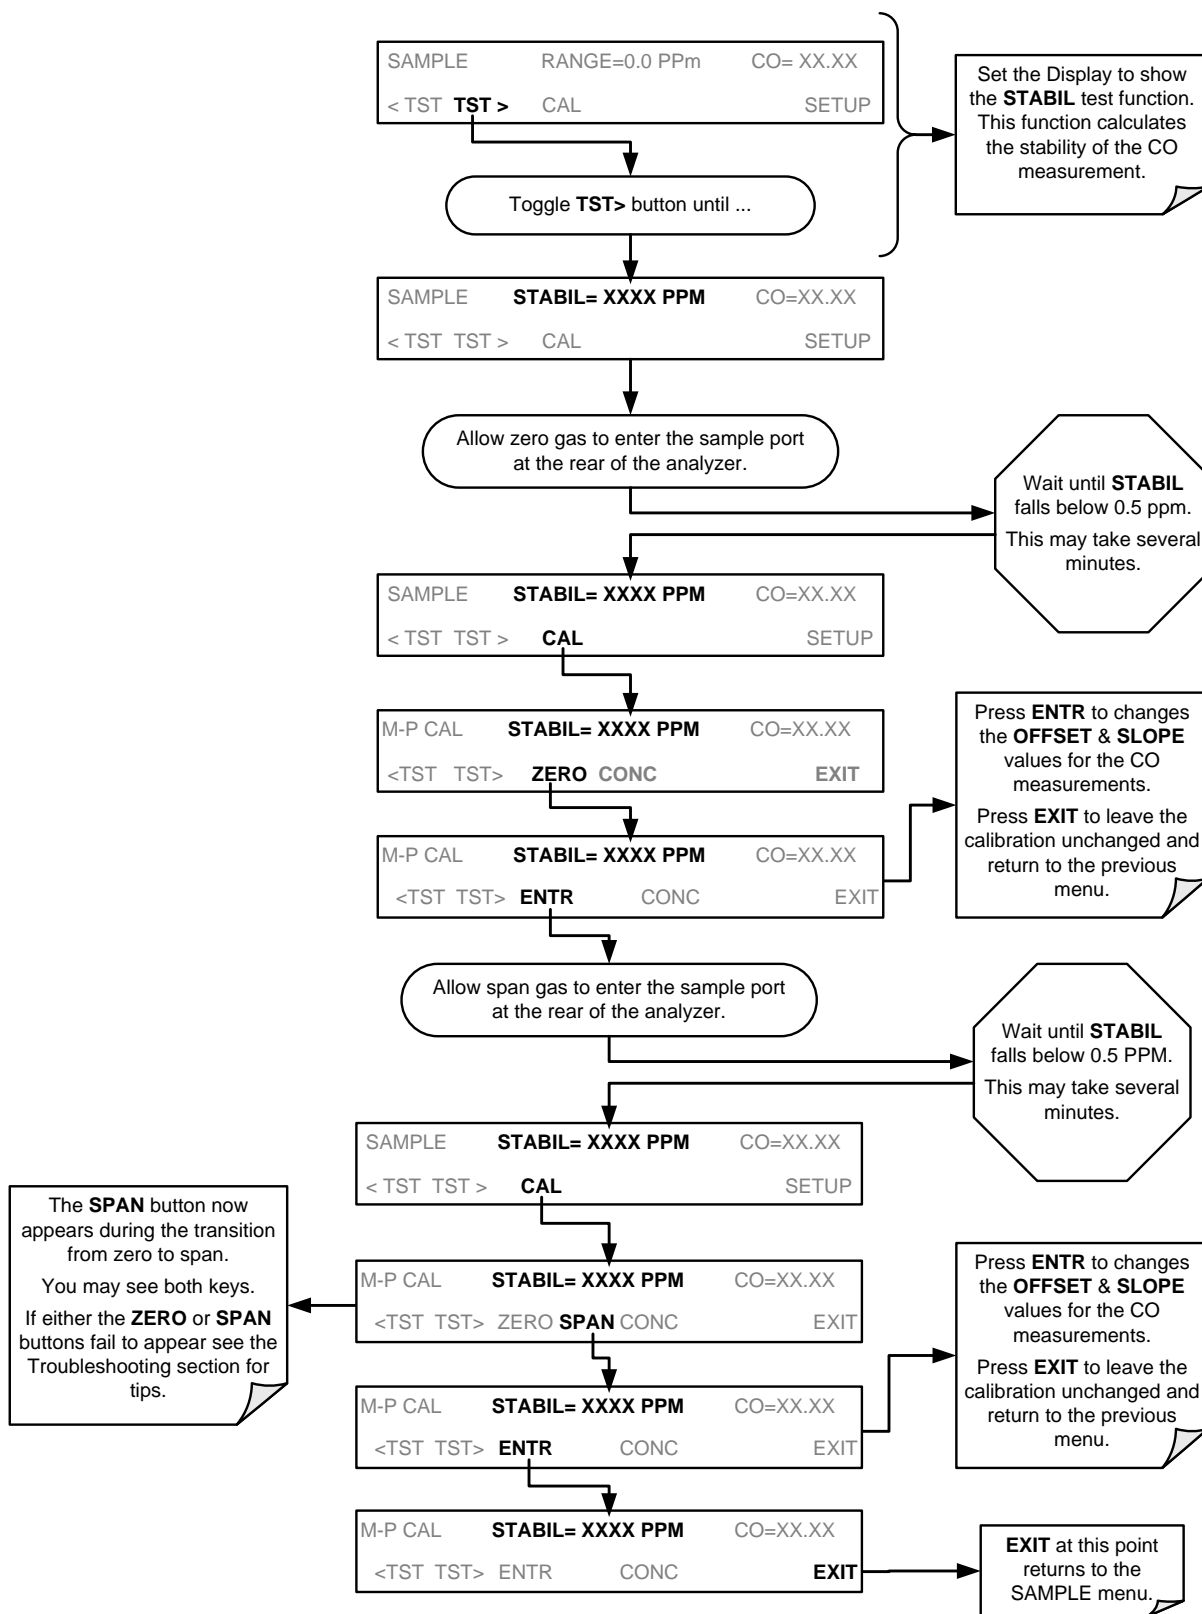 SAMPLE RANGE=0.0 PPm CO= XX.XX
< TST TST > CAL SETUP
Set the Display to show
the STABIL test function.
This function calculates
the stability of the CO
measurement.
Toggle TST> button until ...
SAMPLE STABIL= XXXX PPM CO=XX.XX
< TST TST > CAL SETUP
Allow zero gas to enter the sample port
at the rear of the analyzer.
Wait until STABIL
falls below 0.5 ppm.
This may take several
minutes.
SAMPLE STABIL= XXXX PPM CO=XX.XX
< TST TST > CAL SETUP
M-P CAL STABIL= XXXX PPM CO=XX.XX
<TST TST> ZERO CONC EXIT
M-P CAL STABIL= XXXX PPM CO=XX.XX
<TST TST> ENTR CONC EXIT
Press ENTR to changes
the OFFSET & SLOPE
values for the CO
measurements.
Press EXIT to leave the
calibration unchanged and
return to the previous
menu.
Allow span gas to enter the sample port
at the rear of the analyzer.
Wait until STABIL
falls below 0.5 PPM.
This may take several
minutes.
SAMPLE STABIL= XXXX PPM CO=XX.XX
< TST TST > CAL SETUP
The SPAN button now
appears during the transition
from zero to span.
You may see both keys.
If either the ZERO or SPAN
buttons fail to appear see the
Troubleshooting section for
tips.
M-P CAL STABIL= XXXX PPM CO=XX.XX
<TST TST> ZERO SPAN CONC EXIT
M-P CAL STABIL= XXXX PPM CO=XX.XX
<TST TST> ENTR CONC EXIT
Press ENTR to changes
the OFFSET & SLOPE
values for the CO
measurements.
Press EXIT to leave the
calibration unchanged and
return to the previous
menu.
M-P CAL STABIL= XXXX PPM CO=XX.XX
<TST TST> ENTR CONC EXIT
EXIT at this point
returns to the
SAMPLE menu.